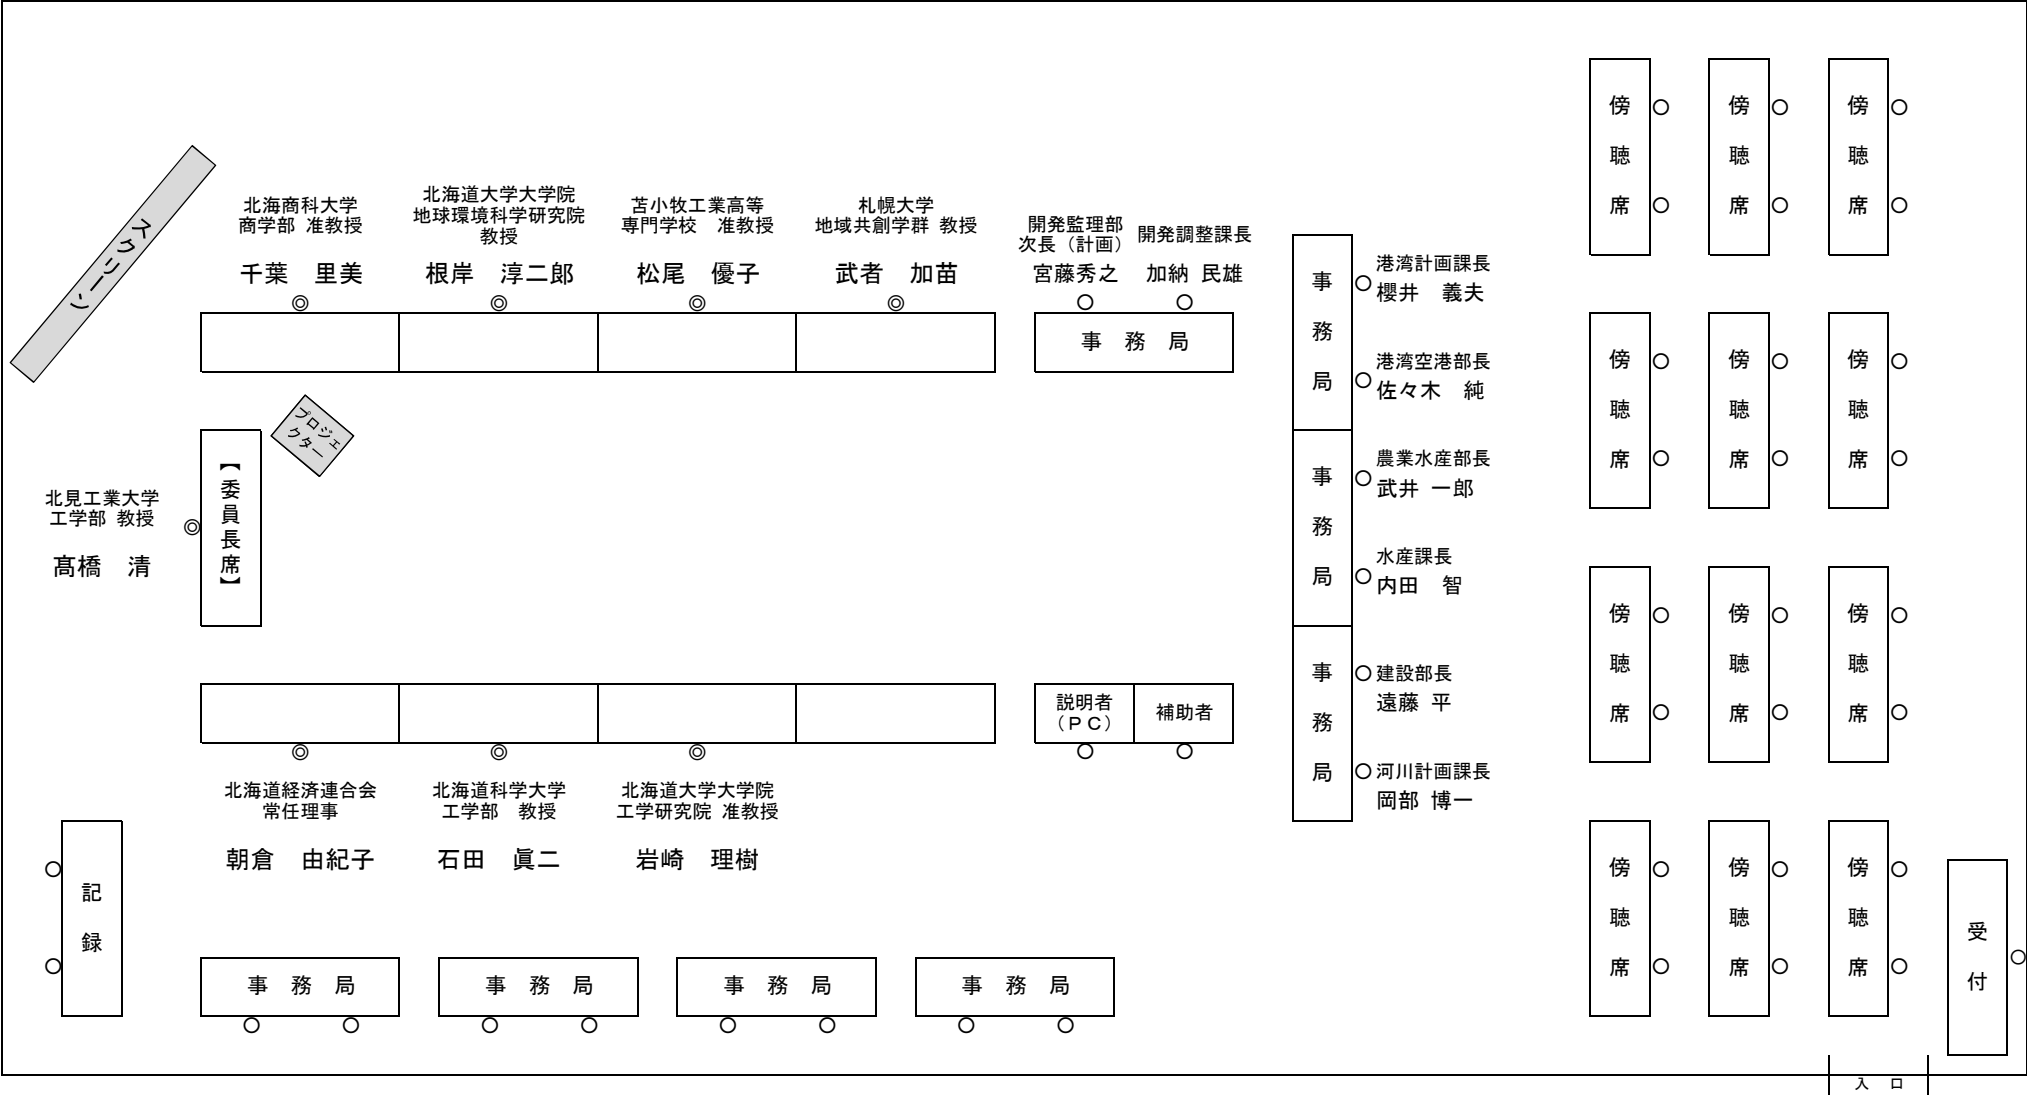 スクリーン
北海商科大学
商学部 准教授
千葉　里美
北海道大学大学院
地球環境科学研究院
教授
根岸　淳二郎
苫小牧工業高等
専門学校　准教授
松尾　優子
札幌大学
地域共創学群 教授
武者　加苗
開発監理部
次長（計画）
宮藤秀之
開発調整課長
加納 民雄
事　務　局
プロジェ
クター
北見工業大学
工学部 教授
髙橋　清
【委員長席】
事務局
港湾計画課長
櫻井　義夫
港湾空港部長
佐々木　純
事務局
農業水産部長
武井 一郎
水産課長
内田　智
事務局
建設部長
遠藤 平
河川計画課長
岡部 博一
説明者
（ＰＣ）
補助者
北海道経済連合会
常任理事
朝倉　由紀子
北海道科学大学
工学部　教授
石田　眞二
北海道大学大学院
工学研究院 准教授
岩崎　理樹
記録
事　務　局
事　務　局
事　務　局
事　務　局
傍聴席
傍聴席
傍聴席
傍聴席
傍聴席
傍聴席
傍聴席
傍聴席
傍聴席
傍聴席
傍聴席
傍聴席
受付
入　口